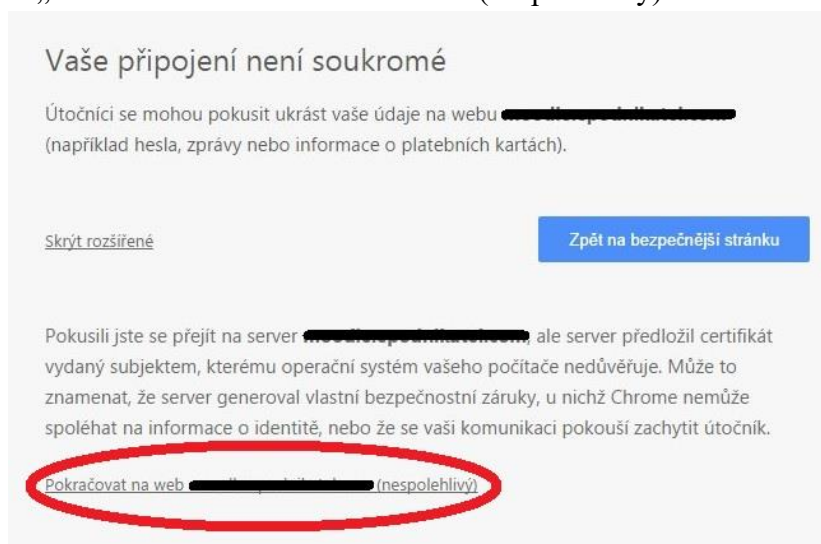 Vaše připojení není soukromé
Útočníci se mohou pokusit ukrást vaše údaje na webu
(například hesla, zprávy nebo informace o platebních kartách).
Skrýt rozšířené
Zpět na bezpečnější stránku
Pokusili jste se přejít na server ale server předložil certifikát
vydaný subjektem, kterému operační systém vašeho počítače nedůvěřuje. Může to
znamenat, že server generoval vlastní bezpečnostní záruky, u nichž Chrome nemůže
spoléhat na informace o identitě, nebo že se vaši komunikaci pokouší zachytit útočník.
Pokračovat na web (nespolehlivý)